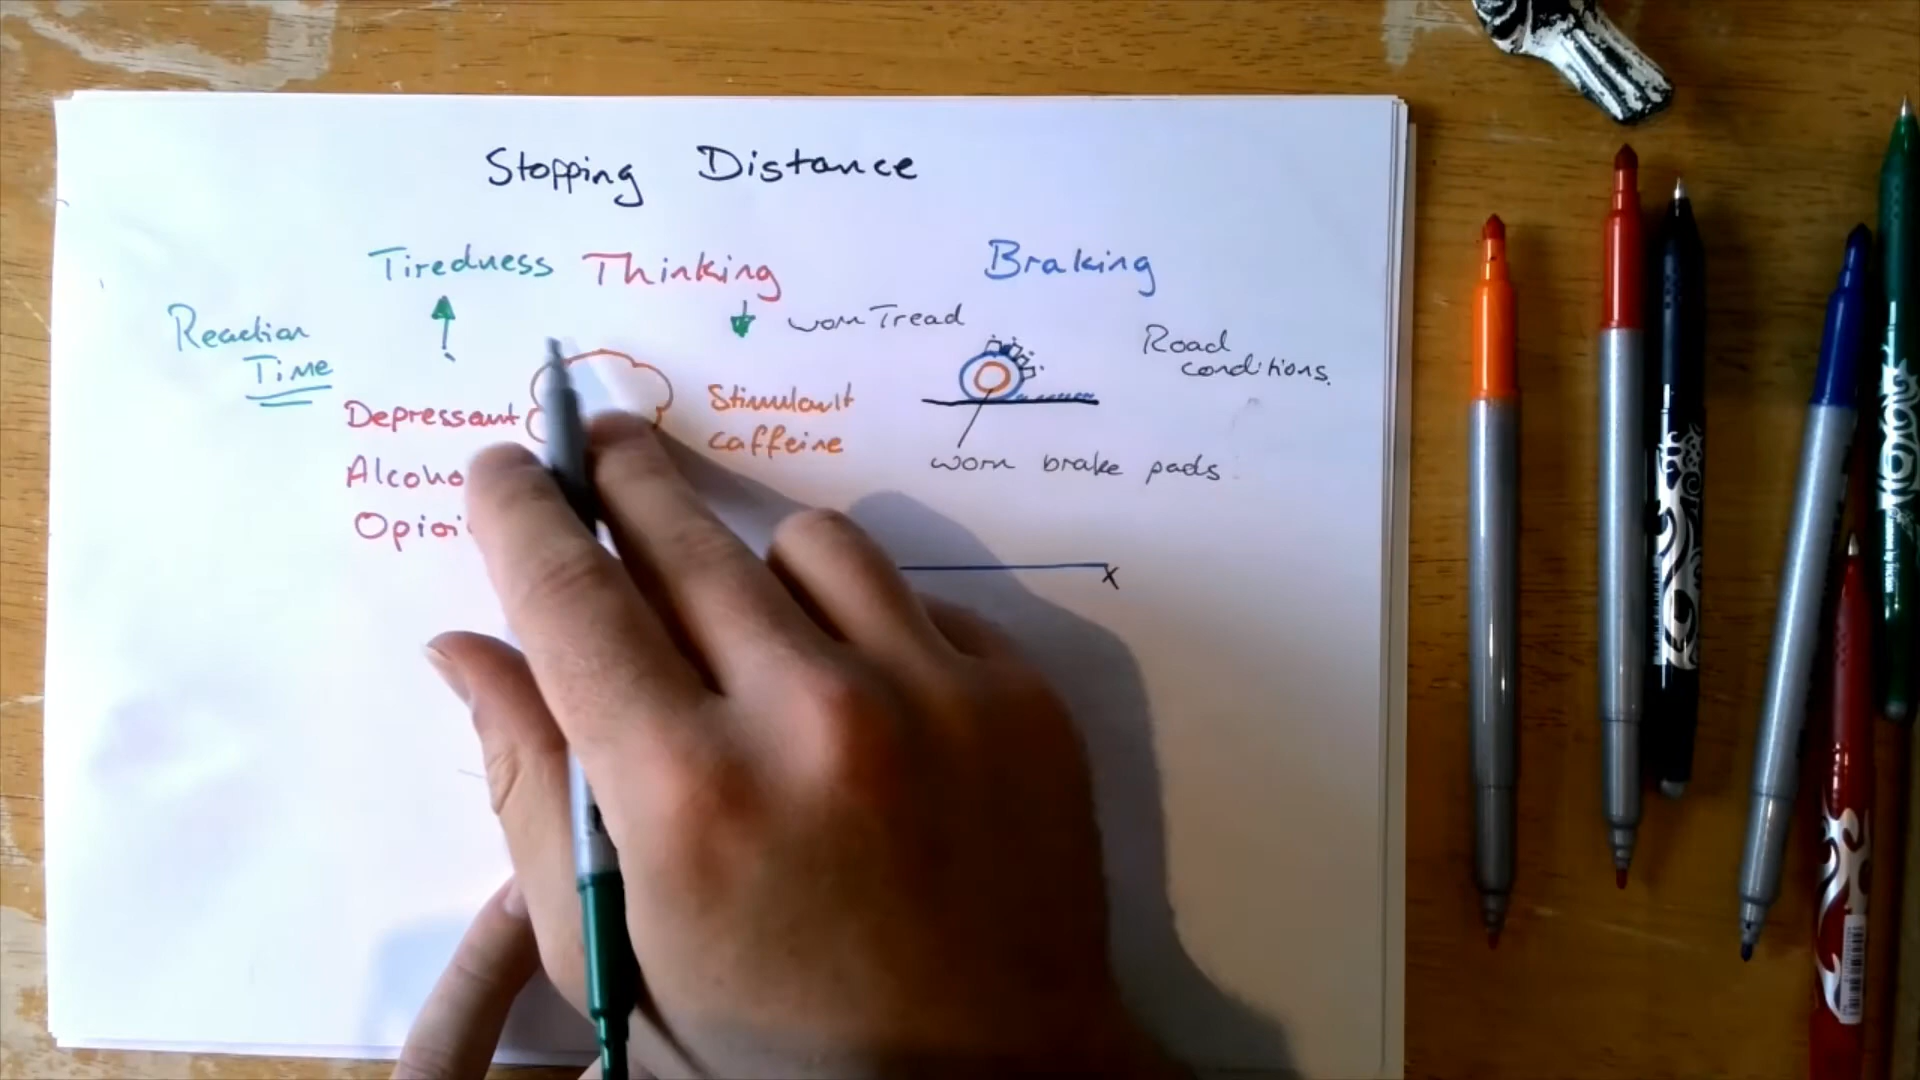 Stopping Distance
Tiredness Thinking Braking
Reaction
Time
worn Tread
Road
conditions.
Depressant
Stimulant
caffeine
worn brake pads
x